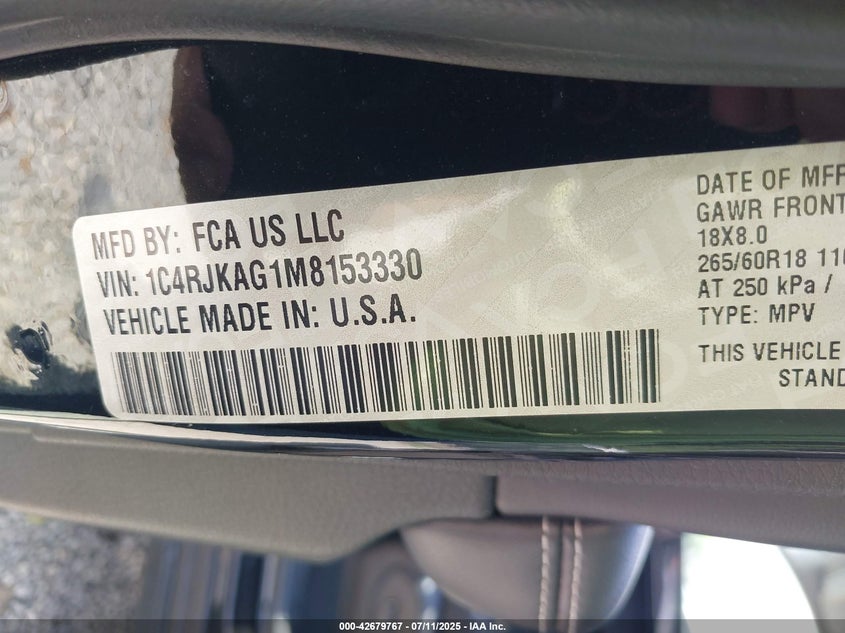 MFD BY: FCA US LLC
VIN: 1C4RJKAG1M8153330
VEHICLE MADE IN: U.S.A.
DATE OF MFR
GAWR FRONT
18X8.0
265/60R18 110
AT 250 kPa /
TYPE: MPV
THIS VEHICLE
STAND
000-42679767 - 07/11/2025 - IAA Inc.